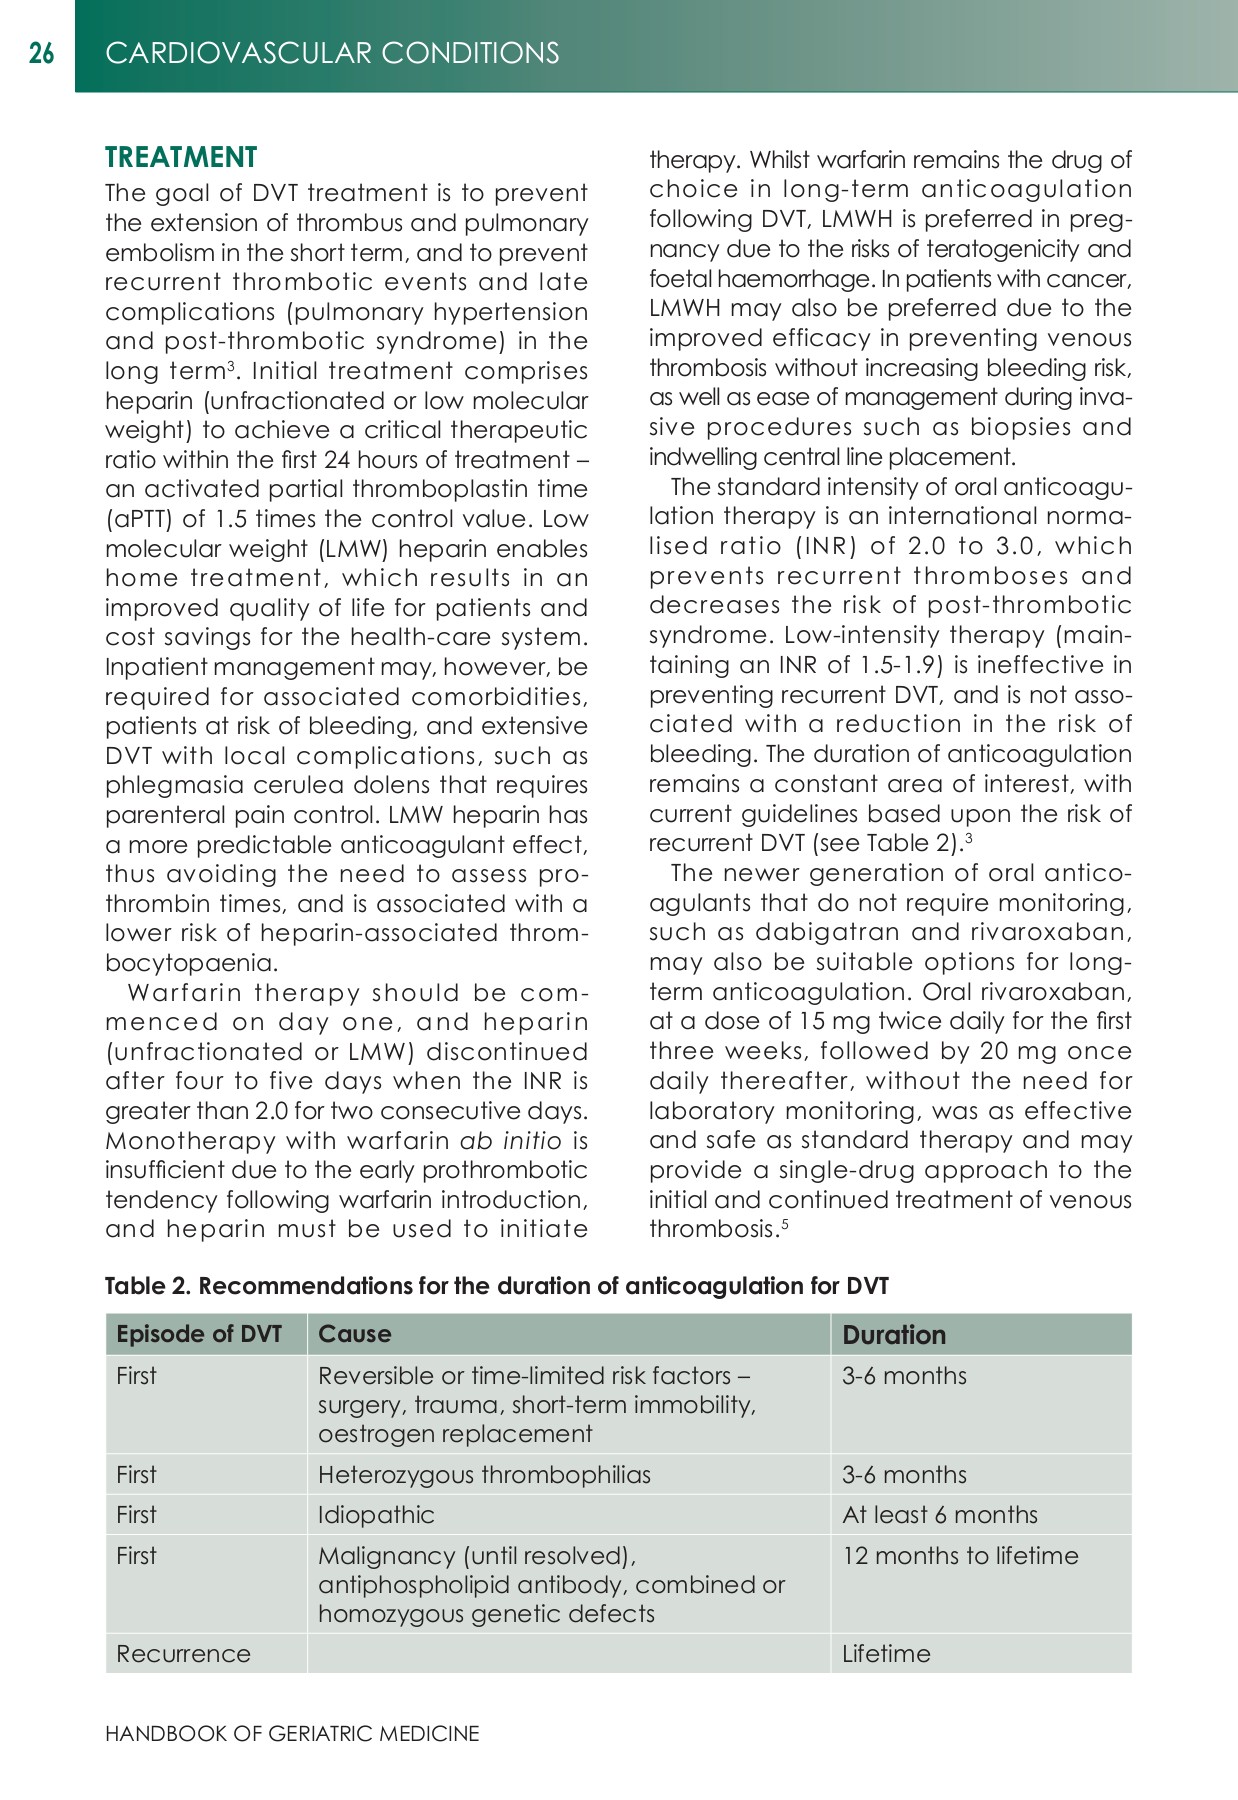 26
CARDIOVASCULAR CONDITIONS
TREATMENT
The goal of DVT treatment is to prevent
the extension of thrombus and pulmonary
embolism in the short term, and to prevent
recurrent thrombotic events and late
complications (pulmonary hypertension
and post-thrombotic syndrome) in the
long term³. Initial treatment comprises
heparin (unfractionated or low molecular
weight) to achieve a critical therapeutic
ratio within the first 24 hours of treatment –
an activated partial thromboplastin time
(aPTT) of 1.5 times the control value. Low
molecular weight (LMW) heparin enables
home treatment, which results in an
improved quality of life for patients and
cost savings for the health-care system.
Inpatient management may, however, be
required for associated comorbidities,
patients at risk of bleeding, and extensive
DVT with local complications, such as
phlegmasia cerulea dolens that requires
parenteral pain control. LMW heparin has
a more predictable anticoagulant effect,
thus avoiding the need to assess pro-
thrombin times, and is associated with a
lower risk of heparin-associated throm-
bocytopaenia.
Warfarin therapy should be com-
menced on day one, and heparin
(unfractionated or LMW) discontinued
after four to five days when the INR is
greater than 2.0 for two consecutive days.
Monotherapy with warfarin ab initio is
insufficient due to the early prothrombotic
tendency following warfarin introduction,
and heparin must be used to initiate
therapy. Whilst warfarin remains the drug of
choice in long-term anticoagulation
following DVT, LMWH is preferred in preg-
nancy due to the risks of teratogenicity and
foetal haemorrhage. In patients with cancer,
LMWH may also be preferred due to the
improved efficacy in preventing venous
thrombosis without increasing bleeding risk,
as well as ease of management during inva-
sive procedures such as biopsies and
indwelling central line placement.
The standard intensity of oral anticoagu-
lation therapy is an international norma-
lised ratio (INR) of 2.0 to 3.0, which
prevents recurrent thromboses and
decreases the risk of post-thrombotic
syndrome. Low-intensity therapy (main-
taining an INR of 1.5-1.9) is ineffective in
preventing recurrent DVT, and is not asso-
ciated with a reduction in the risk of
bleeding. The duration of anticoagulation
remains a constant area of interest, with
current guidelines based upon the risk of
recurrent DVT (see Table 2).³
The newer generation of oral antico-
agulants that do not require monitoring,
such as dabigatran and rivaroxaban,
may also be suitable options for long-
term anticoagulation. Oral rivaroxaban,
at a dose of 15 mg twice daily for the first
three weeks, followed by 20 mg once
daily thereafter, without the need for
laboratory monitoring, was as effective
and safe as standard therapy and may
provide a single-drug approach to the
initial and continued treatment of venous
thrombosis.⁵
Table 2. Recommendations for the duration of anticoagulation for DVT
Episode of DVT Cause Duration
First Reversible or time-limited risk factors – 3-6 months
surgery, trauma, short-term immobility,
oestrogen replacement
First Heterozygous thrombophilias 3-6 months
First Idiopathic At least 6 months
First Malignancy (until resolved), 12 months to lifetime
antiphospholipid antibody, combined or
homozygous genetic defects
Recurrence Lifetime
HANDBOOK OF GERIATRIC MEDICINE